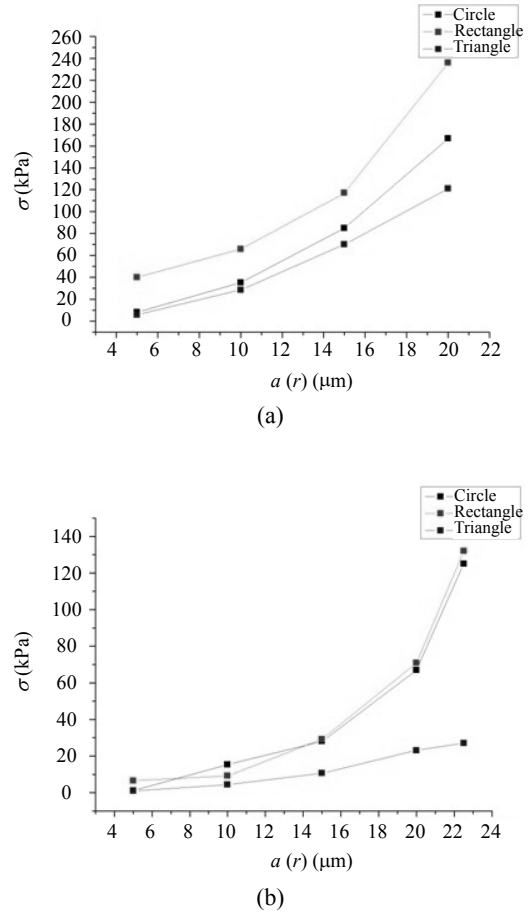 Circle
Rectangle
Triangle
260
240
220
200
180
160
140
120
100
80
60
40
20
0
σ (kPa)
4 6 8 10 12 14 16 18 20 22
a (r) (μm)
(a)
Circle
Rectangle
Triangle
140
120
100
80
60
40
20
0
σ (kPa)
4 6 8 10 12 14 16 18 20 22 24
a (r) (μm)
(b)